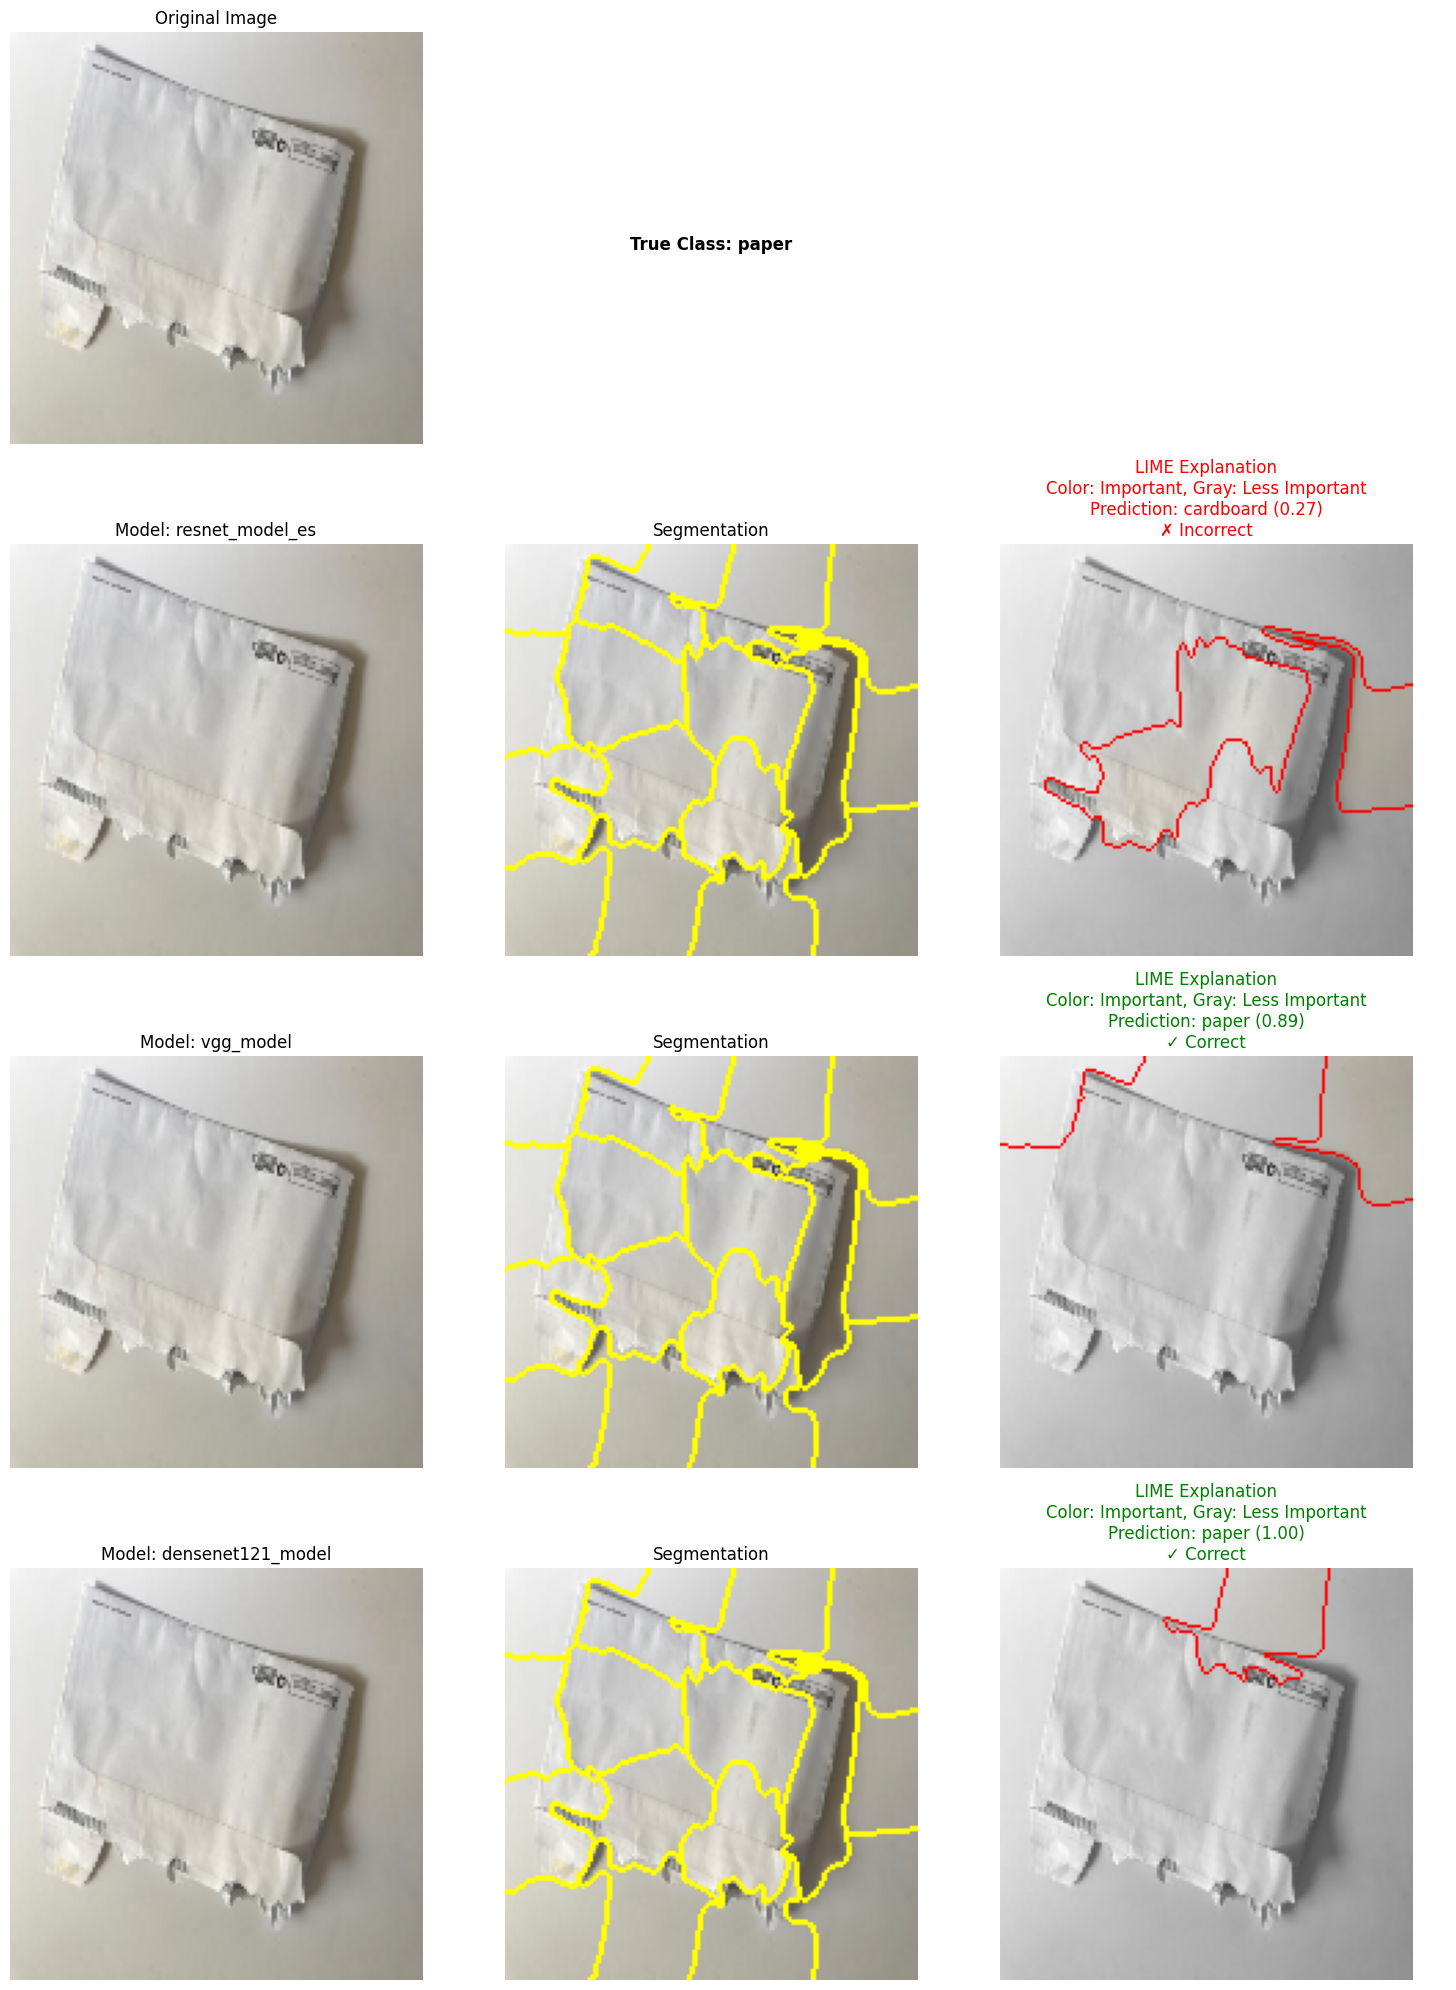 Original Image
True Class: paper
Model: resnet_model_es
Segmentation
LIME Explanation
Color: Important, Gray: Less Important
Prediction: cardboard (0.27)
✗ Incorrect
Model: vgg_model
Segmentation
LIME Explanation
Color: Important, Gray: Less Important
Prediction: paper (0.89)
✓ Correct
Model: densenet121_model
Segmentation
LIME Explanation
Color: Important, Gray: Less Important
Prediction: paper (1.00)
✓ Correct